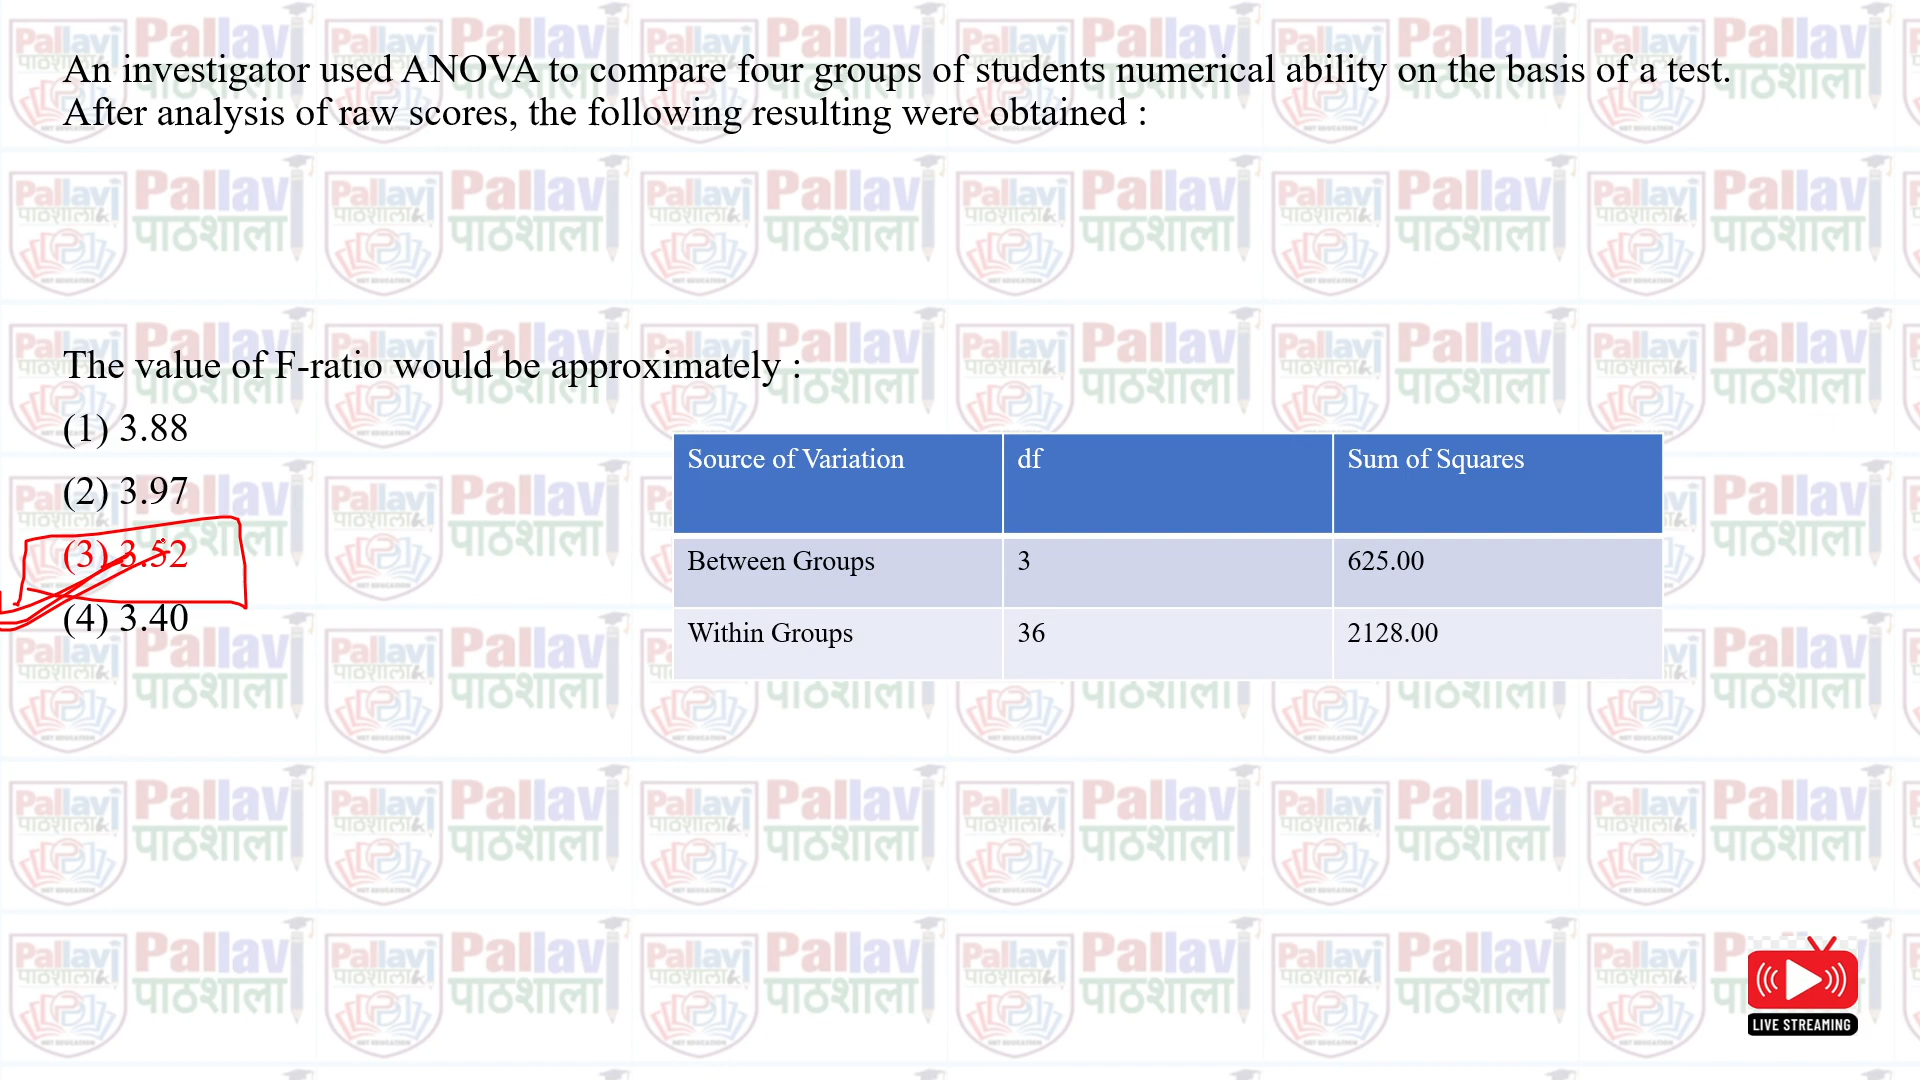 An investigator used ANOVA to compare four groups of students numerical ability on the basis of a test.
After analysis of raw scores, the following resulting were obtained :
The value of F-ratio would be approximately :
(1) 3.88
(2) 3.97
(3) 3.52
(4) 3.40
Source of Variation df Sum of Squares
Between Groups 3 625.00
Within Groups 36 2128.00
Pallavi पाठशाला
LIVE STREAMING